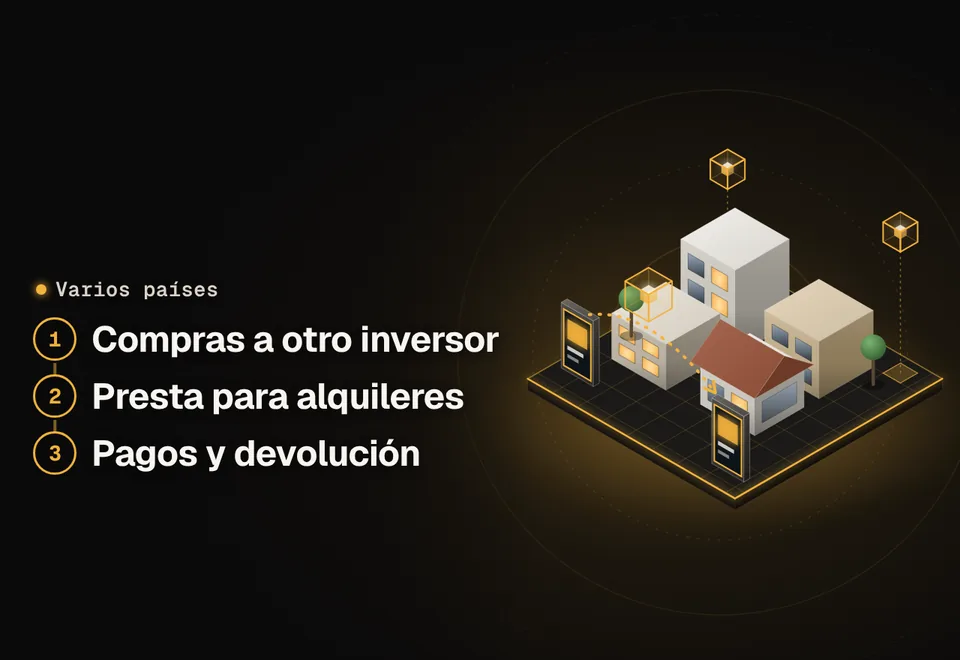 Varios países
1 Compras a otro inversor
2 Presta para alquileres
3 Pagos y devolución